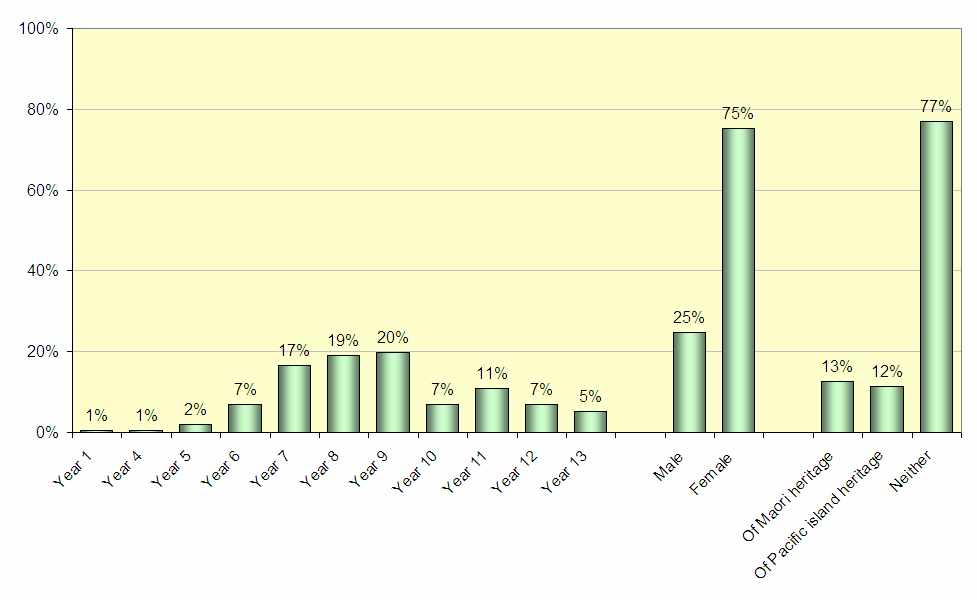 100%
80%
60%
40%
20%
0%
1%
1%
2%
7%
17%
19%
20%
7%
11%
7%
5%
25%
75%
13%
12%
77%
Year 1
Year 4
Year 5
Year 6
Year 7
Year 8
Year 9
Year 10
Year 11
Year 12
Year 13
Male
Female
Of Maori heritage
Of Pacific island heritage
Neither